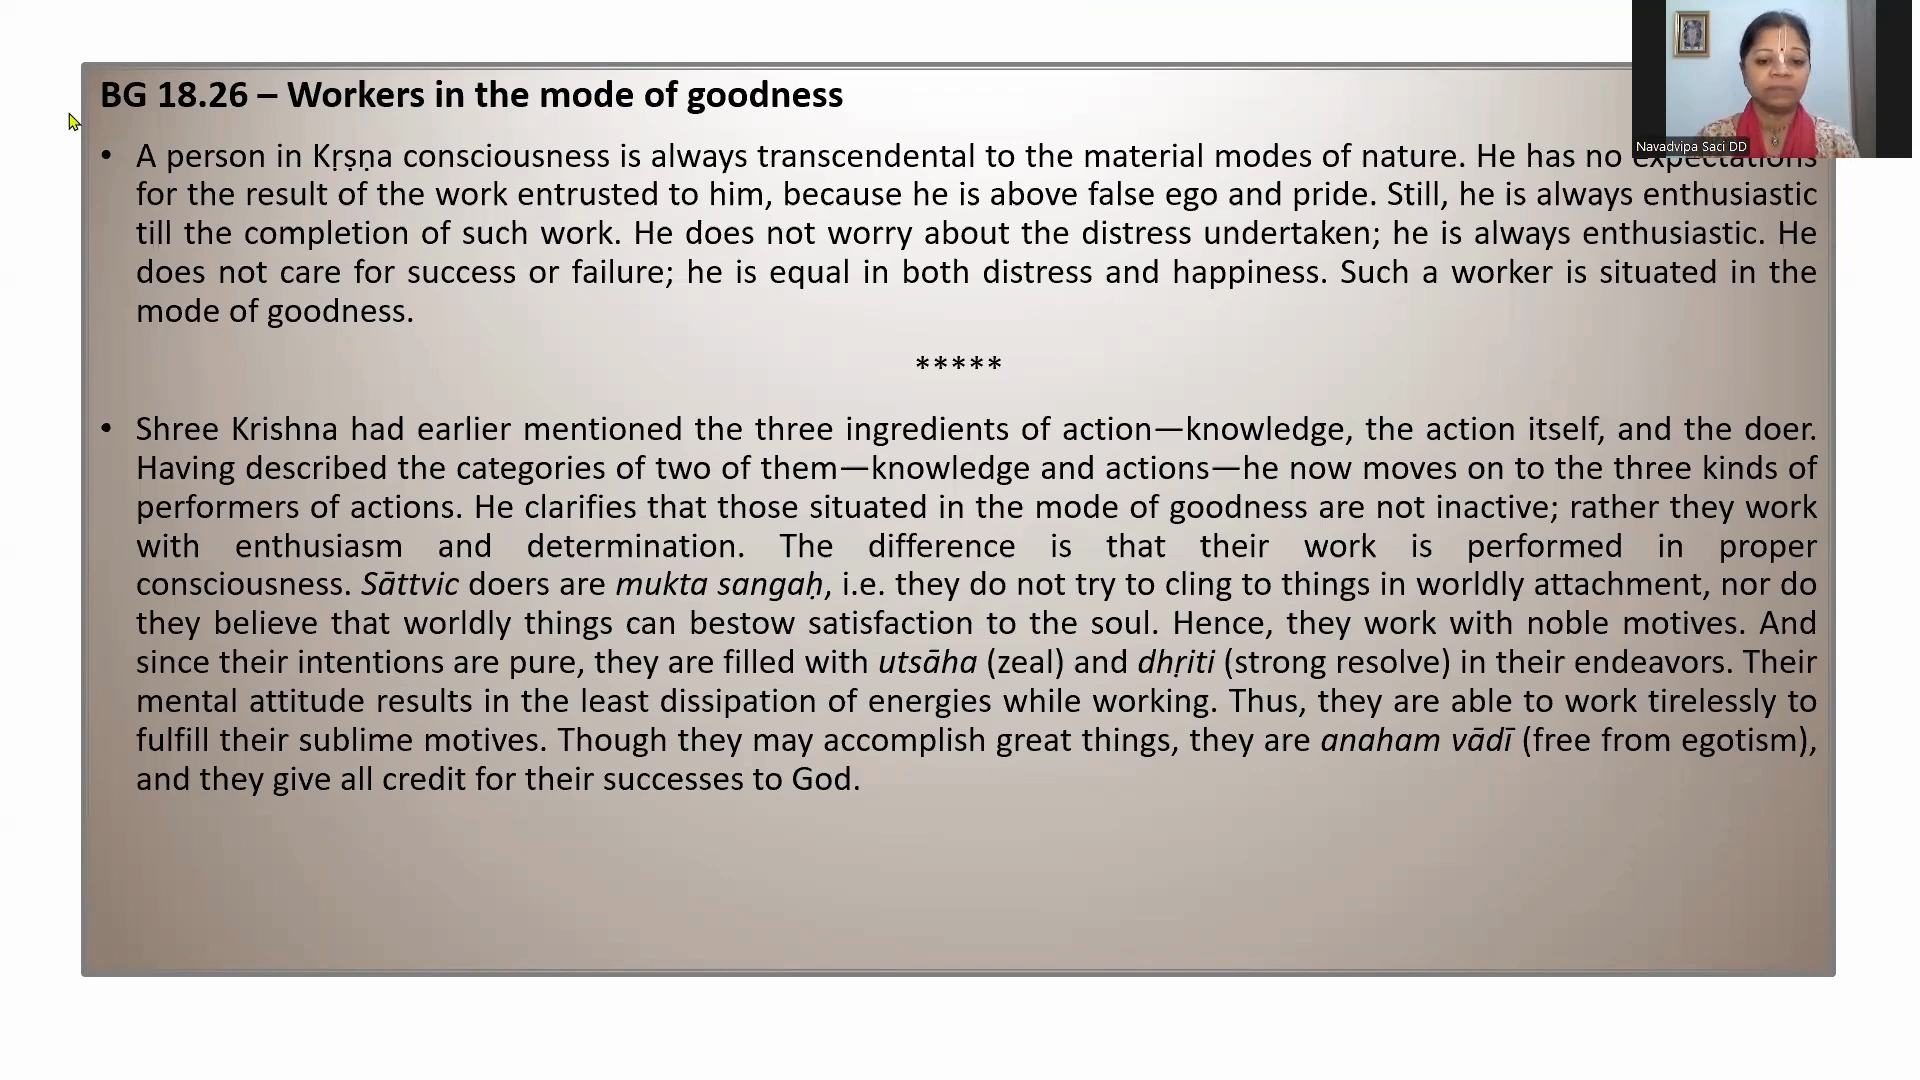 BG 18.26 – Workers in the mode of goodness
• A person in Kṛṣṇa consciousness is always transcendental to the material modes of nature. He has no expectations
for the result of the work entrusted to him, because he is above false ego and pride. Still, he is always enthusiastic
till the completion of such work. He does not worry about the distress undertaken; he is always enthusiastic. He
does not care for success or failure; he is equal in both distress and happiness. Such a worker is situated in the
mode of goodness.
*****
• Shree Krishna had earlier mentioned the three ingredients of action—knowledge, the action itself, and the doer.
Having described the categories of two of them—knowledge and actions—he now moves on to the three kinds of
performers of actions. He clarifies that those situated in the mode of goodness are not inactive; rather they work
with enthusiasm and determination. The difference is that their work is performed in proper
consciousness. Sāttvic doers are mukta sangaḥ, i.e. they do not try to cling to things in worldly attachment, nor do
they believe that worldly things can bestow satisfaction to the soul. Hence, they work with noble motives. And
since their intentions are pure, they are filled with utsāha (zeal) and dhṛiti (strong resolve) in their endeavors. Their
mental attitude results in the least dissipation of energies while working. Thus, they are able to work tirelessly to
fulfill their sublime motives. Though they may accomplish great things, they are anaham vādī (free from egotism),
and they give all credit for their successes to God.
Navadvipa Saci DD